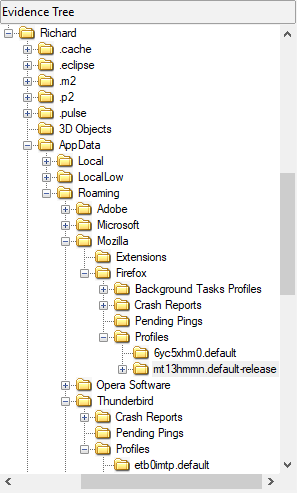 Evidence Tree
Richard
.cache
.eclipse
.m2
.p2
.pulse
3D Objects
AppData
Local
LocalLow
Roaming
Adobe
Microsoft
Mozilla
Extensions
Firefox
Background Tasks Profiles
Crash Reports
Pending Pings
Profiles
6yc5xhm0.default
mt13hmmn.default-release
Opera Software
Thunderbird
Crash Reports
Pending Pings
Profiles
etb0imtp.default